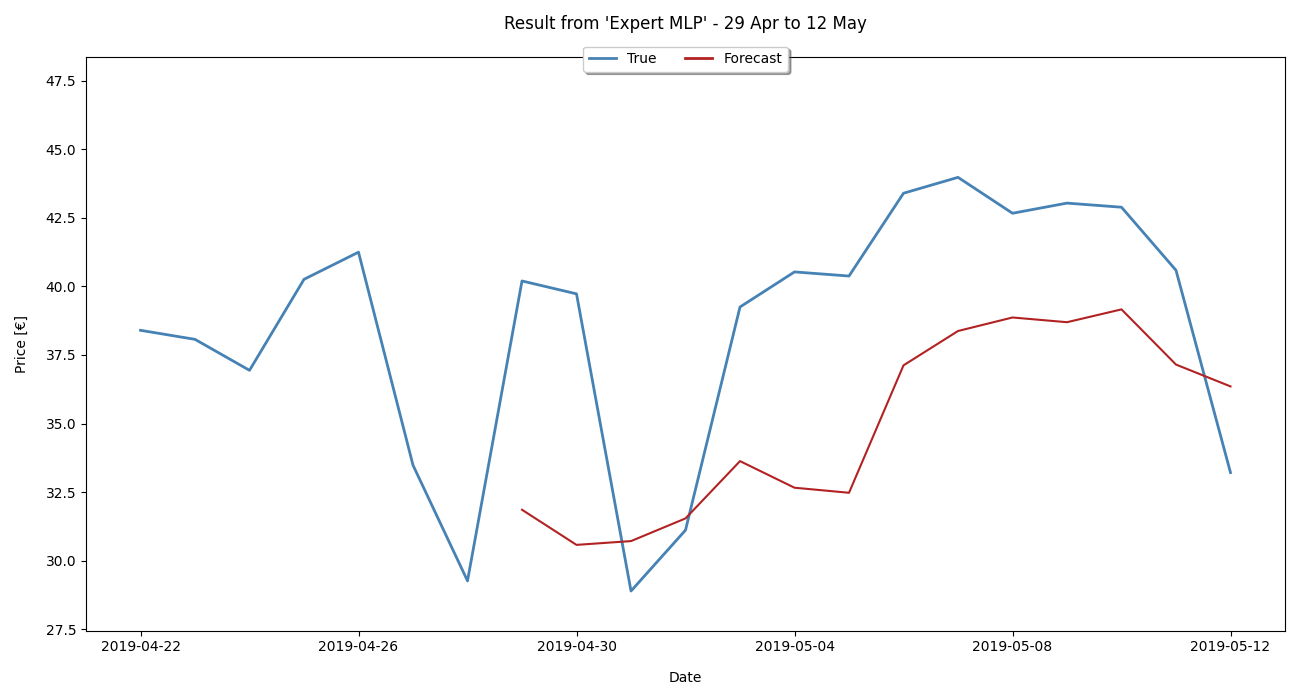 Result from 'Expert MLP' - 29 Apr to 12 May
True Forecast
47.5
45.0
42.5
40.0
37.5
35.0
32.5
30.0
27.5
Price [€]
2019-04-22 2019-04-26 2019-04-30 2019-05-04 2019-05-08 2019-05-12
Date